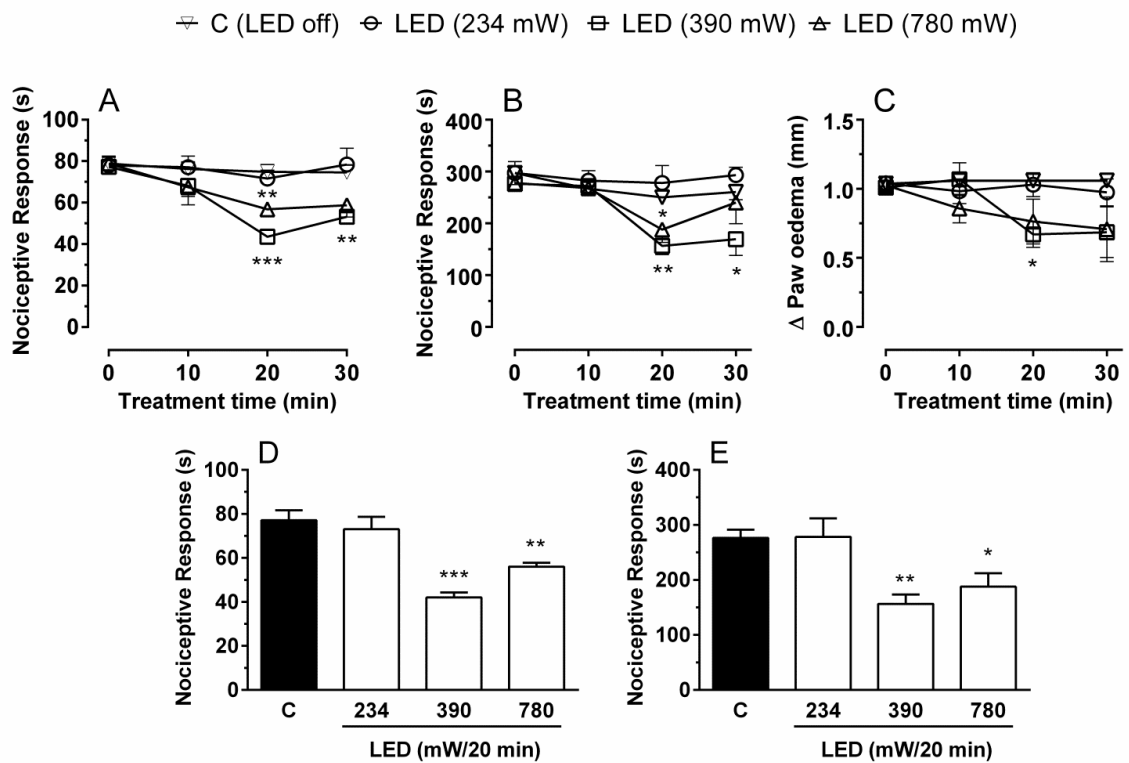 C (LED off) LED (234 mW) LED (390 mW) LED (780 mW)
A
Nociceptive Response (s)
100
80
60
40
20
0
**
***
**
0 10 20 30
Treatment time (min)
B
Nociceptive Response (s)
400
300
200
100
0
*
**
*
0 10 20 30
Treatment time (min)
C
Δ Paw oedema (mm)
1.5
1.0
0.5
0.0
*
0 10 20 30
Treatment time (min)
D
Nociceptive Response (s)
100
80
60
40
20
0
***
**
C 234 390 780
LED (mW/20 min)
E
Nociceptive Response (s)
400
300
200
100
0
**
*
C 234 390 780
LED (mW/20 min)